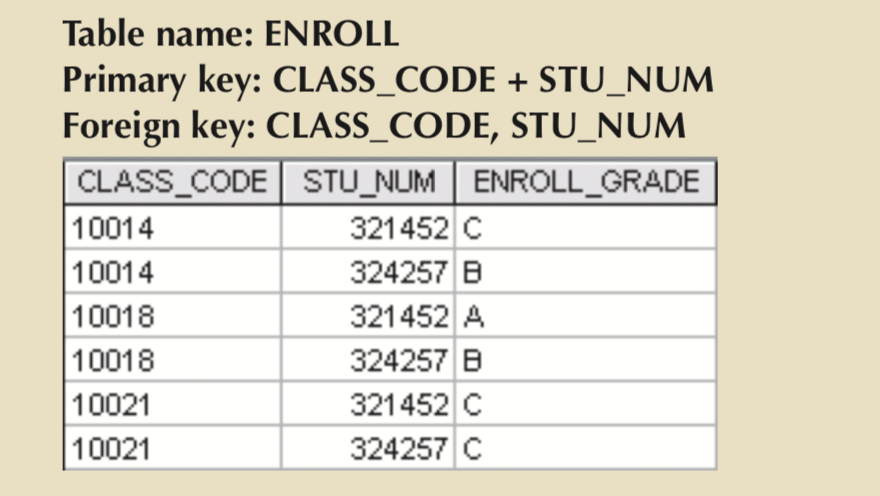 Table name: ENROLL
Primary key: CLASS_CODE + STU_NUM
Foreign key: CLASS_CODE, STU_NUM
CLASS_CODE STU_NUM ENROLL_GRADE
10014 321452 C
10014 324257 B
10018 321452 A
10018 324257 B
10021 321452 C
10021 324257 C